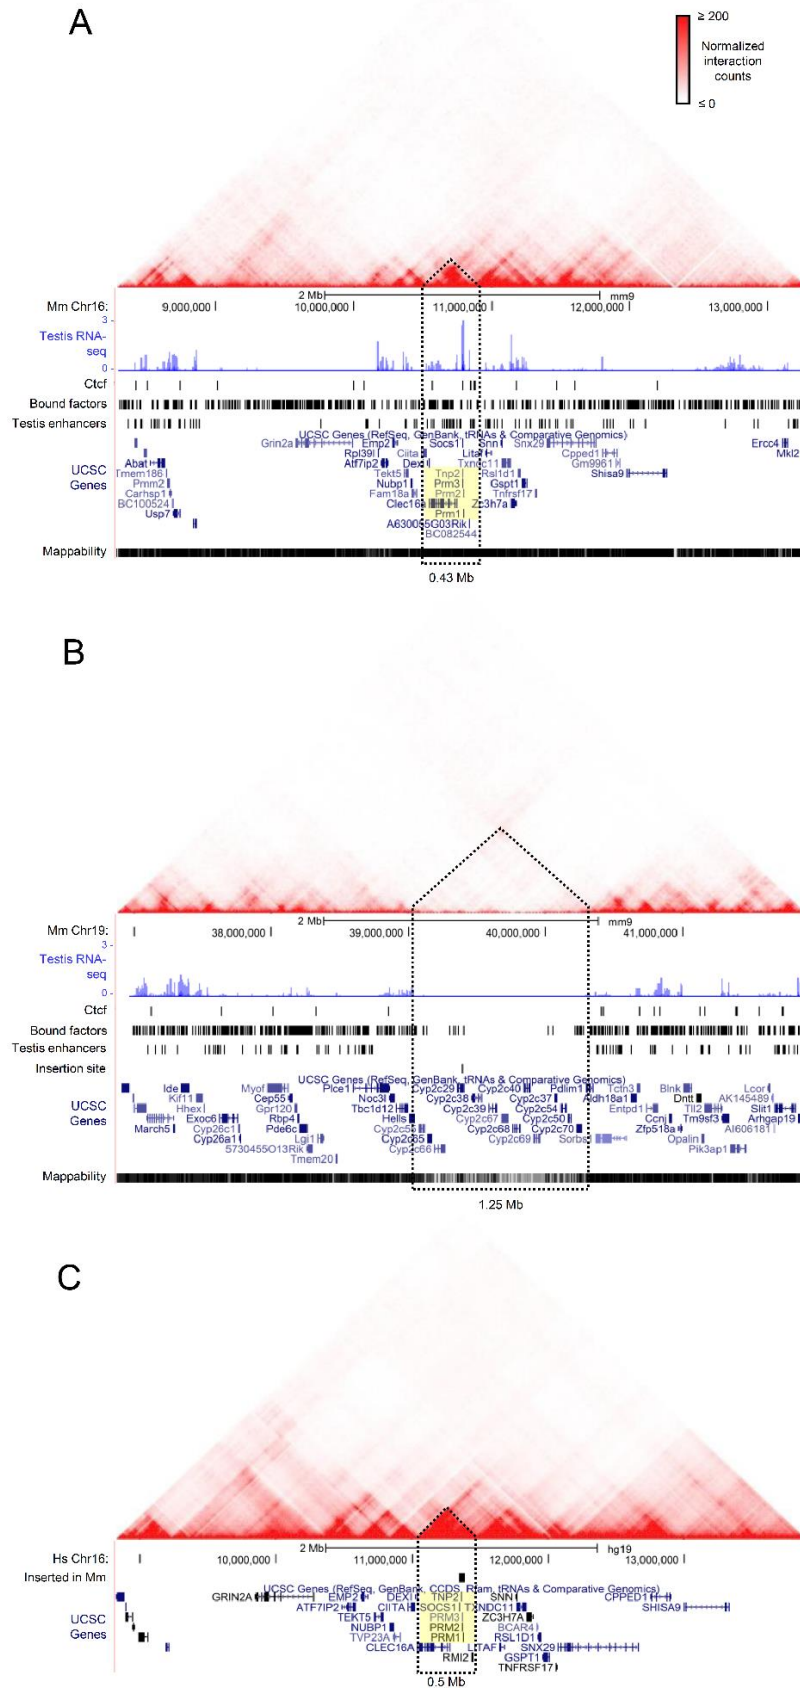 A
≥ 200
Normalized
interaction
counts
≤ 0
2 Mb mm9
Mm Chr16: 9,000,000 10,000,000 11,000,000 12,000,000 13,000,000
3
Testis RNA-
seq
0
Ctcf
Bound factors
Testis enhancers
UCSC Genes (RefSeq, GenBank, tRNAs & Comparative Genomics)
Grin2a Emp2 Socs1 Snn Snx29 Ercc4
Rpl39l Ciita Litaf Cpped1 Mkl2
Abat Atf7ip2 Dexi Txndc11 Gm9961
Tmem186 Tekt5 Tnp2 Rsl1d1 Shisa9
UCSC
Genes
Pmm2 Nubp1 Prm3 Gspt1
Carhsp1 Fam18a Prm2 Tnfrsf17
BC100524 Clec16a Zc3h7a
Usp7 Prm1
A630055G03Rik
BC082544
Mappability
0.43 Mb
B
2 Mb mm9
Mm Chr19: 38,000,000 39,000,000 40,000,000 41,000,000
3
Testis RNA-
seq
0
Ctcf
Bound factors
Testis enhancers
Insertion site
UCSC Genes (RefSeq, GenBank, tRNAs & Comparative Genomics)
Ide Myof Plce1 Cyp2c29 Cyp2c40 Pdlim1 Tctn3 Blnk Lcor
Kif11 Cep55 Noc3l Cyp2c38 Cyp2c37 Aldh18a1 Dntt AK145489
UCSC
Genes
Hhex Gpr120 Tbc1d12 Cyp2c39 Cyp2c54 Entpd1 Tll2 Slit1
Exoc6 Rbp4 Hells Cyp2c67 Cyp2c50 Ccnj Tm9sf3 Arhgap19
March5 Cyp26c1 Pde6c Cyp2c55 Cyp2c68 Cyp2c70 Zfp518a AI606181
Cyp26a1 Lgi1 Cyp2c65 Cyp2c69 Sorbs Opalin
5730455O13Rik Cyp2c66 Pik3ap1
Tmem20
Mappability
1.25 Mb
C
2 Mb hg19
Hs Chr16: 10,000,000 11,000,000 12,000,000 13,000,000
Inserted in Mm
UCSC Genes (RefSeq, GenBank, CCDS, Rfam, tRNAs & Comparative Genomics)
GRIN2A EMP2 DEXI TNP2 SNN CPPED1
ATF7IP2 CIITA SOCS1 TXNDC11 SHISA9
UCSC
Genes
TEKT5 PRM3 ZC3H7A
NUBP1 PRM2 BCAR4
TVP23A PRM1 RSL1D1
CLEC16A LITAF SNX29
RMI2 GSPT1
TNFRSF17
0.5 Mb